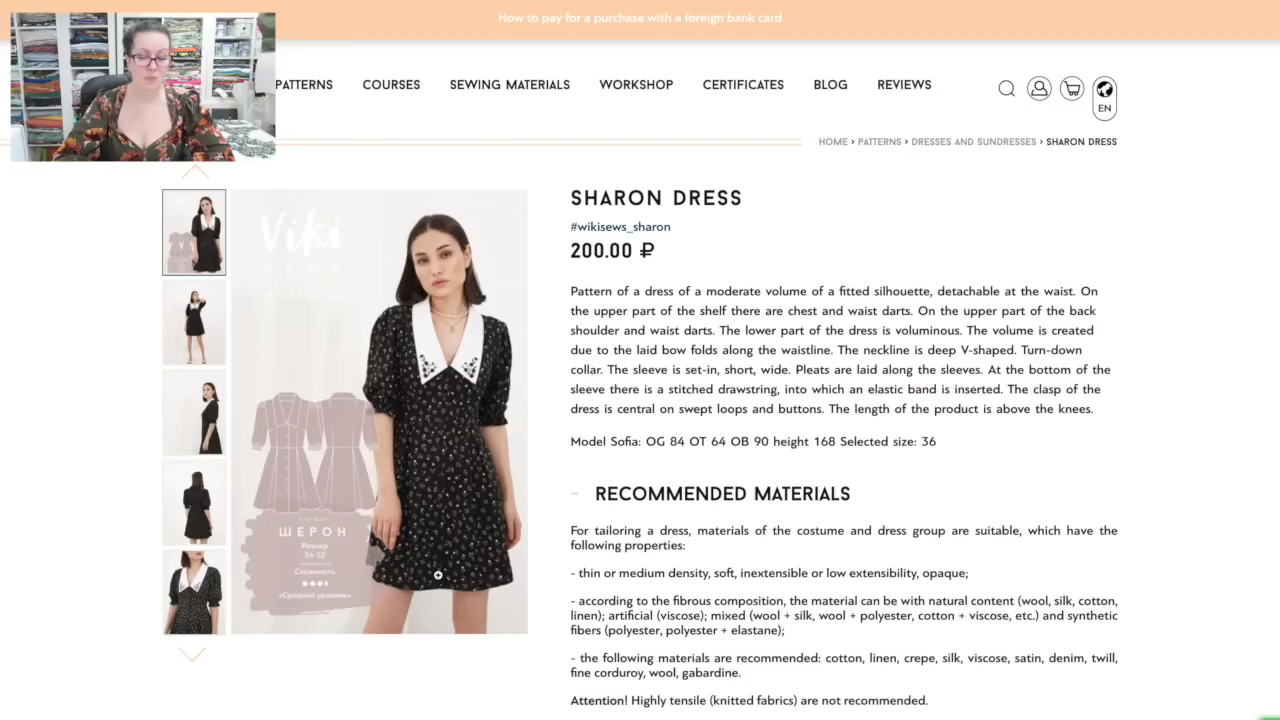 How to pay for a purchase with a foreign bank card
PATTERNS
COURSES
SEWING MATERIALS
WORKSHOP
CERTIFICATES
BLOG
REVIEWS
EN
HOME › PATTERNS › DRESSES AND SUNDRESSES › SHARON DRESS
Viki
SHARON DRESS
#wikisews_sharon
200.00 ₽
Pattern of a dress of a moderate volume of a fitted silhouette, detachable at the waist. On
the upper part of the shelf there are chest and waist darts. On the upper part of the back
shoulder and waist darts. The lower part of the dress is voluminous. The volume is created
due to the laid bow folds along the waistline. The neckline is deep V-shaped. Turn-down
collar. The sleeve is set-in, short, wide. Pleats are laid along the sleeves. At the bottom of the
sleeve there is a stitched drawstring, into which an elastic band is inserted. The clasp of the
dress is central on swept loops and buttons. The length of the product is above the knees.
Model Sofia: OG 84 OT 64 OB 90 height 168 Selected size: 36
- RECOMMENDED MATERIALS
For tailoring a dress, materials of the costume and dress group are suitable, which have the
following properties:
- thin or medium density, soft, inextensible or low extensibility, opaque;
- according to the fibrous composition, the material can be with natural content (wool, silk, cotton,
linen); artificial (viscose); mixed (wool + silk, wool + polyester, cotton + viscose, etc.) and synthetic
fibers (polyester, polyester + elastane);
- the following materials are recommended: cotton, linen, crepe, silk, viscose, satin, denim, twill,
fine corduroy, wool, gabardine.
Attention! Highly tensile (knitted fabrics) are not recommended.
ШЕРОН
Размер
34-52
Сложность
«Средний уровень»